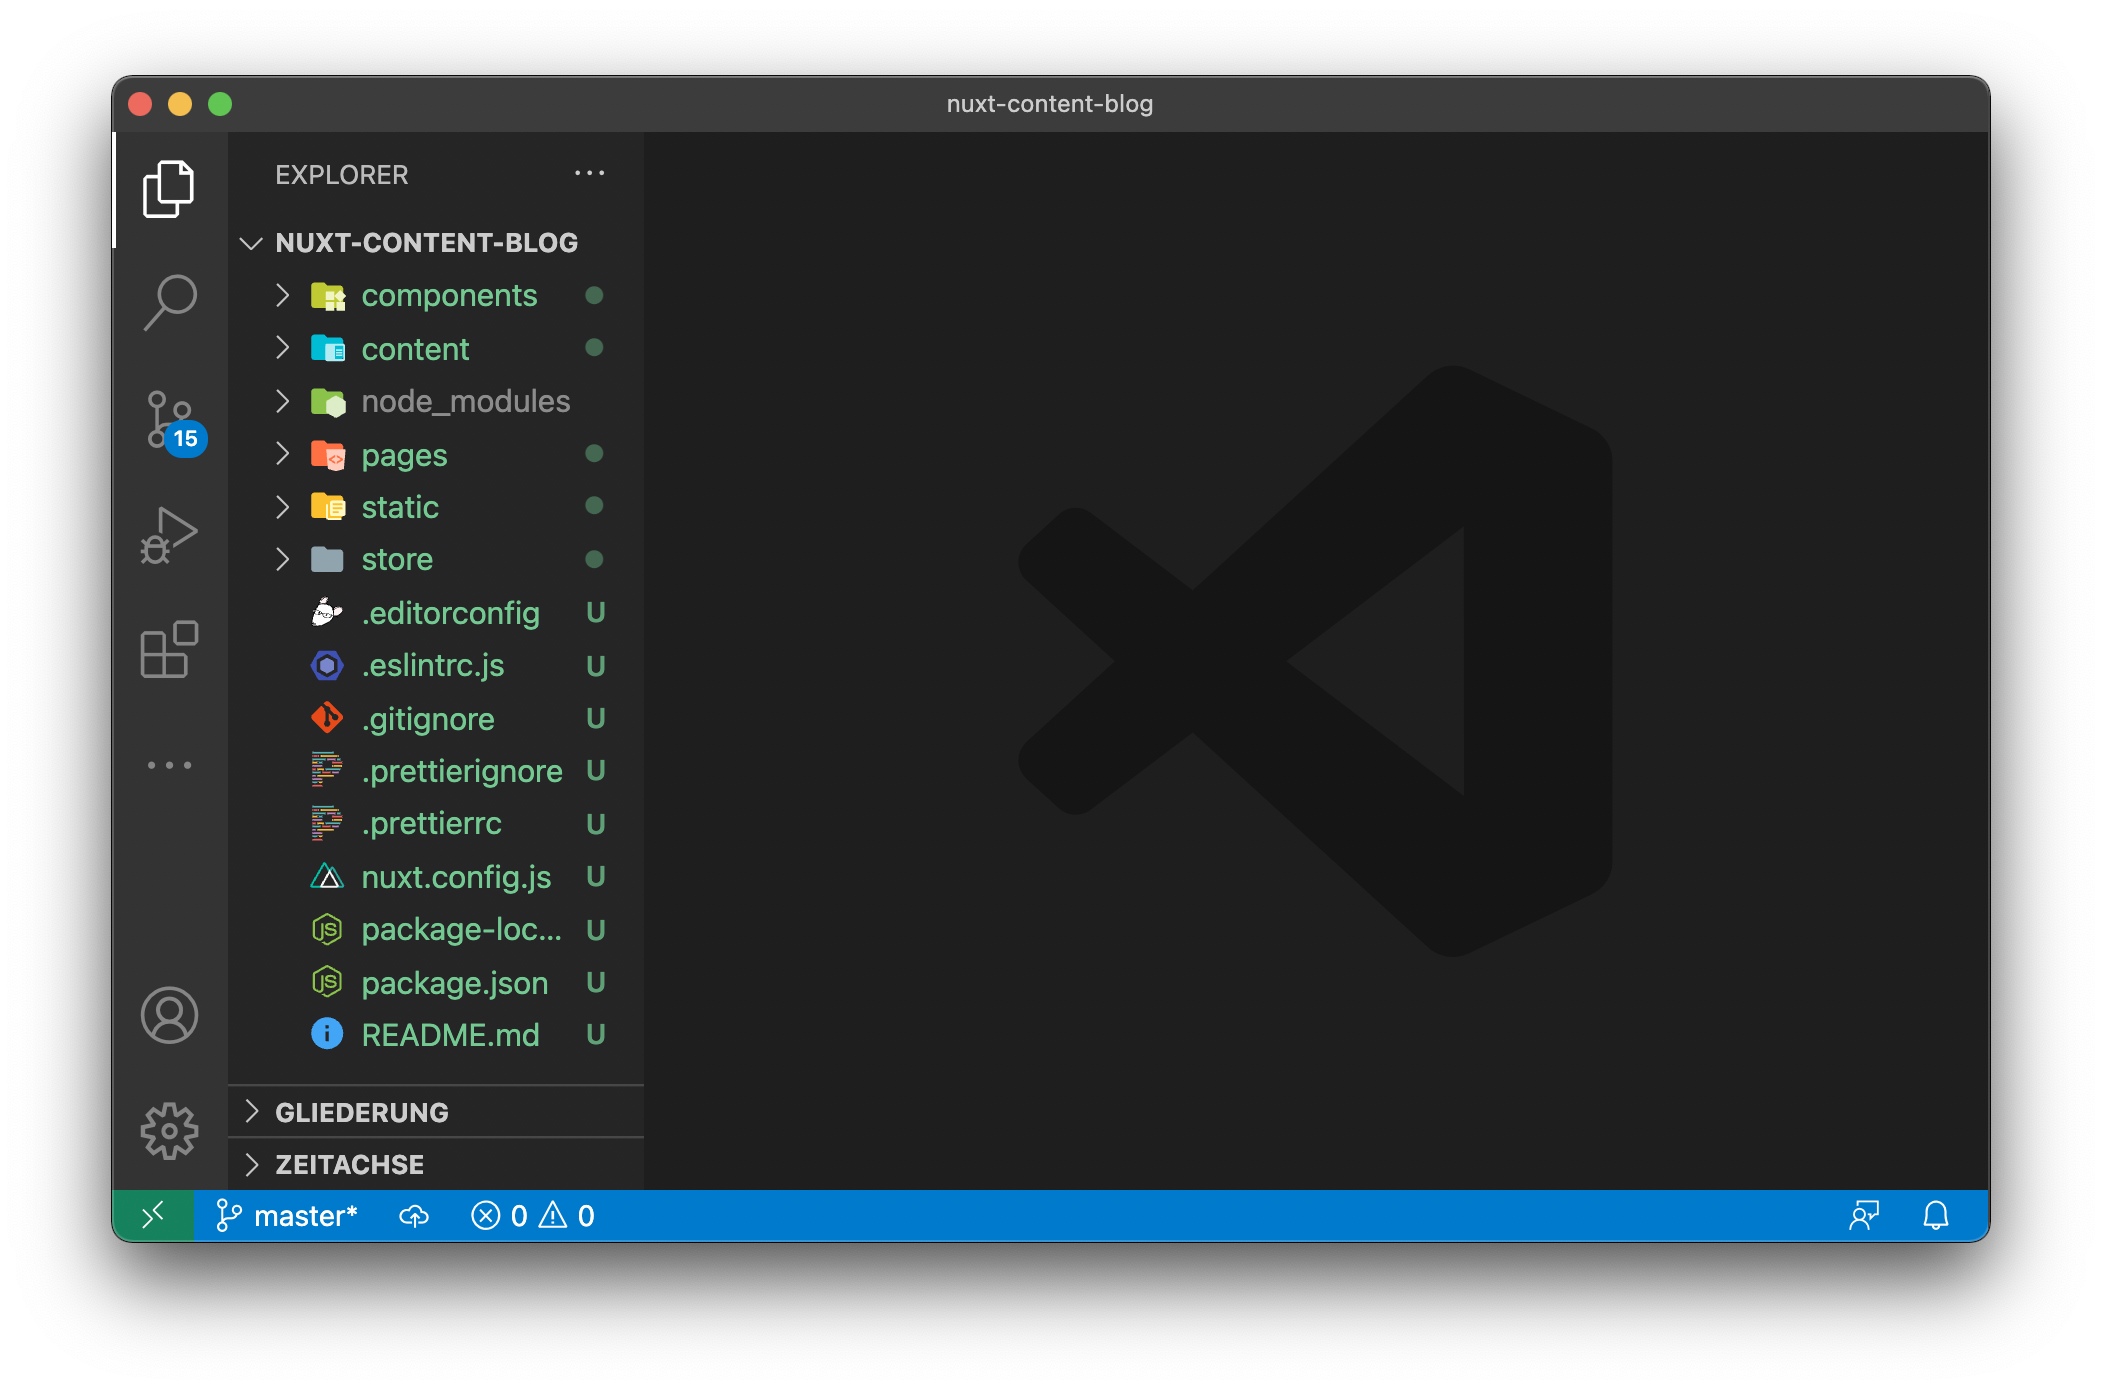 nuxt-content-blog
EXPLORER
NUXT-CONTENT-BLOG
components
content
node_modules
pages
static
store
.editorconfig U
.eslintrc.js U
.gitignore U
.prettierignore U
.prettierrc U
nuxt.config.js U
package-loc... U
package.json U
README.md U
15
GLIEDERUNG
ZEITACHSE
master* 0 0